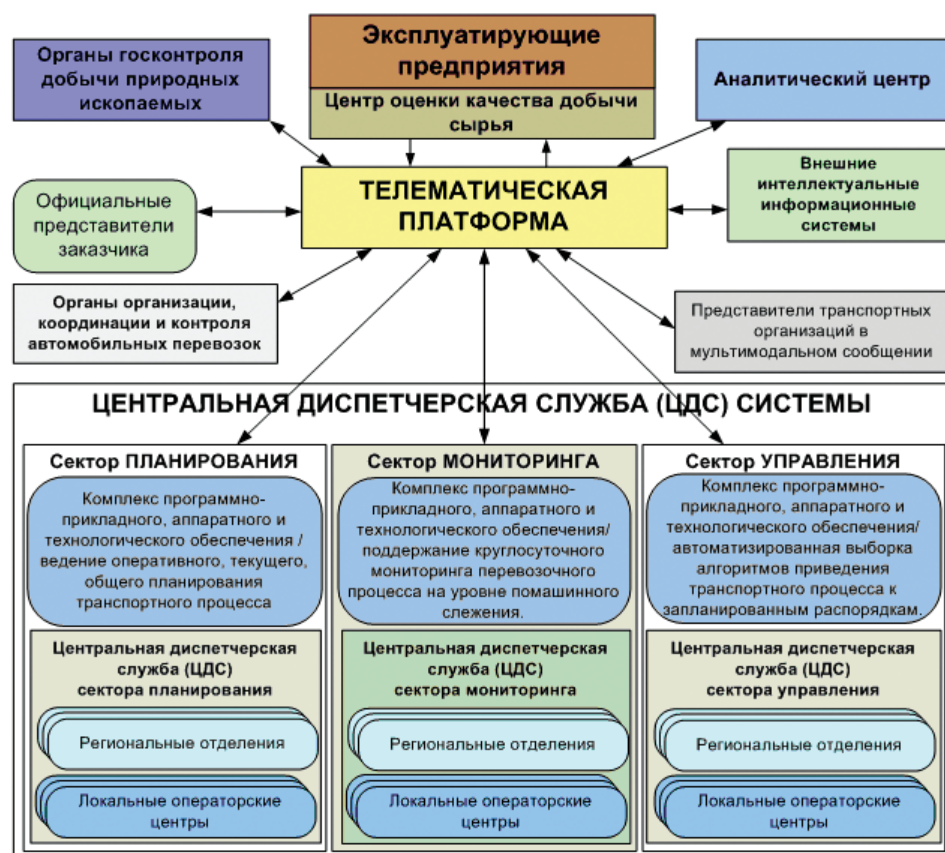 Органы госконтроля
добычи природных
ископаемых
Эксплуатирующие
предприятия
Центр оценки качества добычи
сырья
Аналитический центр
Официальные
представители
заказчика
ТЕЛЕМАТИЧЕСКАЯ
ПЛАТФОРМА
Внешние
интеллектуальные
информационные
системы
Органы организации,
координации и контроля
автомобильных перевозок
Представители транспортных
организаций в
мультимодальном сообщении
ЦЕНТРАЛЬНАЯ ДИСПЕТЧЕРСКАЯ СЛУЖБА (ЦДС) СИСТЕМЫ
Сектор ПЛАНИРОВАНИЯ
Комплекс программно-
прикладного, аппаратного и
технологического обеспечения /
ведение оперативного, текущего,
общего планирования
транспортного процесса
Центральная диспетчерская
служба (ЦДС)
сектора планирования
Региональные отделения
Локальные операторские
центры
Сектор МОНИТОРИНГА
Комплекс программно-
прикладного, аппаратного и
технологического обеспечения/
поддержание круглосуточного
мониторинга перевозочного
процесса на уровне помашинного
слежения.
Центральная диспетчерская
служба (ЦДС)
сектора мониторинга
Региональные отделения
Локальные операторские
центры
Сектор УПРАВЛЕНИЯ
Комплекс программно-
прикладного, аппаратного и
технологического обеспечения/
автоматизированная выборка
алгоритмов приведения
транспортного процесса к
запланированным распорядкам.
Центральная диспетчерская
служба (ЦДС)
сектора управления
Региональные отделения
Локальные операторские
центры